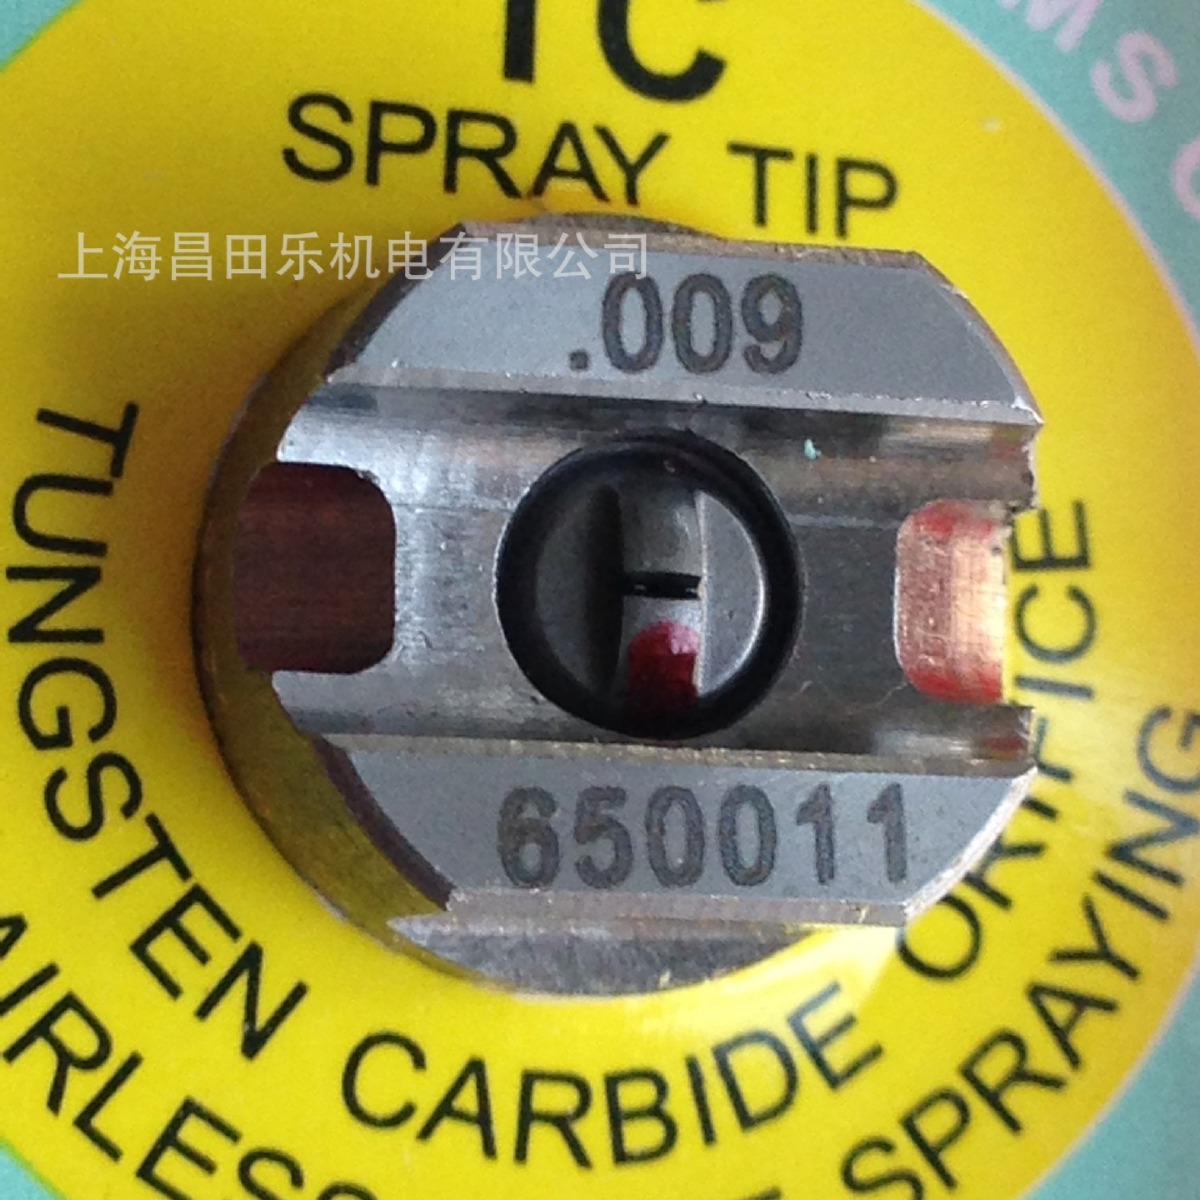 TC
SPRAY TIP
上海昌田乐机电有限公司
.009
650011
TUNGSTEN CARBIDE ORIFICE
SPRAYING